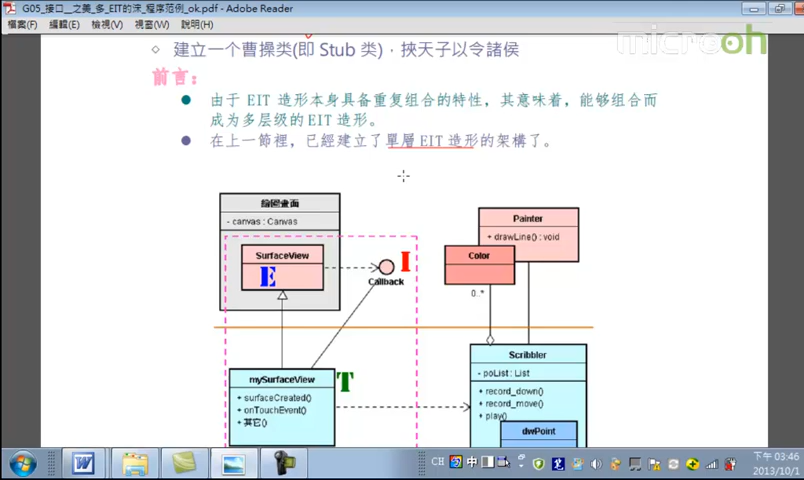 G05_接口__之美_多_EIT的深_程序范例_ok.pdf - Adobe Reader
檔案(F) 編輯(E) 檢視(V) 視窗(W) 說明(H)
microoh
建立一个曹操类(即 Stub 类)，挾天子以令諸侯
前言：
由于 EIT 造形本身具备重复组合的特性，其意味着，能够组合而
成为多层级的 EIT 造形。
在上一節裡，已經建立了單層 EIT 造形的架構了。
繪圖畫面
- canvas : Canvas
SurfaceView
E
I
Callback
Painter
+ drawLine() : void
Color
0..*
mySurfaceView
+ surfaceCreated()
+ onTouchEvent()
+ 其它()
T
Scribbler
- poList : List
+ record_down()
+ record_move()
+ play()
dwPoint
CH
中
下午 03:46
2013/10/1